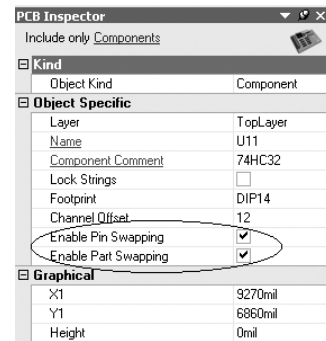 PCB Inspector
Include only Components
Kind
Object Kind Component
Object Specific
Layer TopLayer
Name U11
Component Comment 74HC32
Lock Strings
Footprint DIP14
Channel Offset 12
Enable Pin Swapping
Enable Part Swapping
Graphical
X1 9270mil
Y1 6860mil
Height 0mil